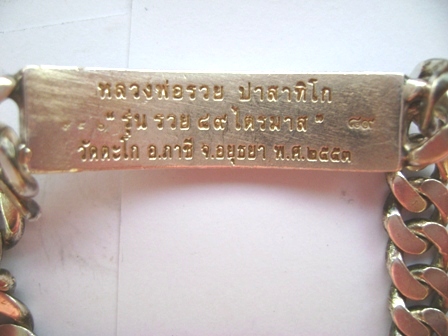 หลวงพ่อรวย ปาสาทิโก
"รุ่น รวย ๔๙ ไตรมาส" ๘๙
วัดตะโก อ.ภาชี จ.อยุธยา พ.ศ.๒๕๕๓